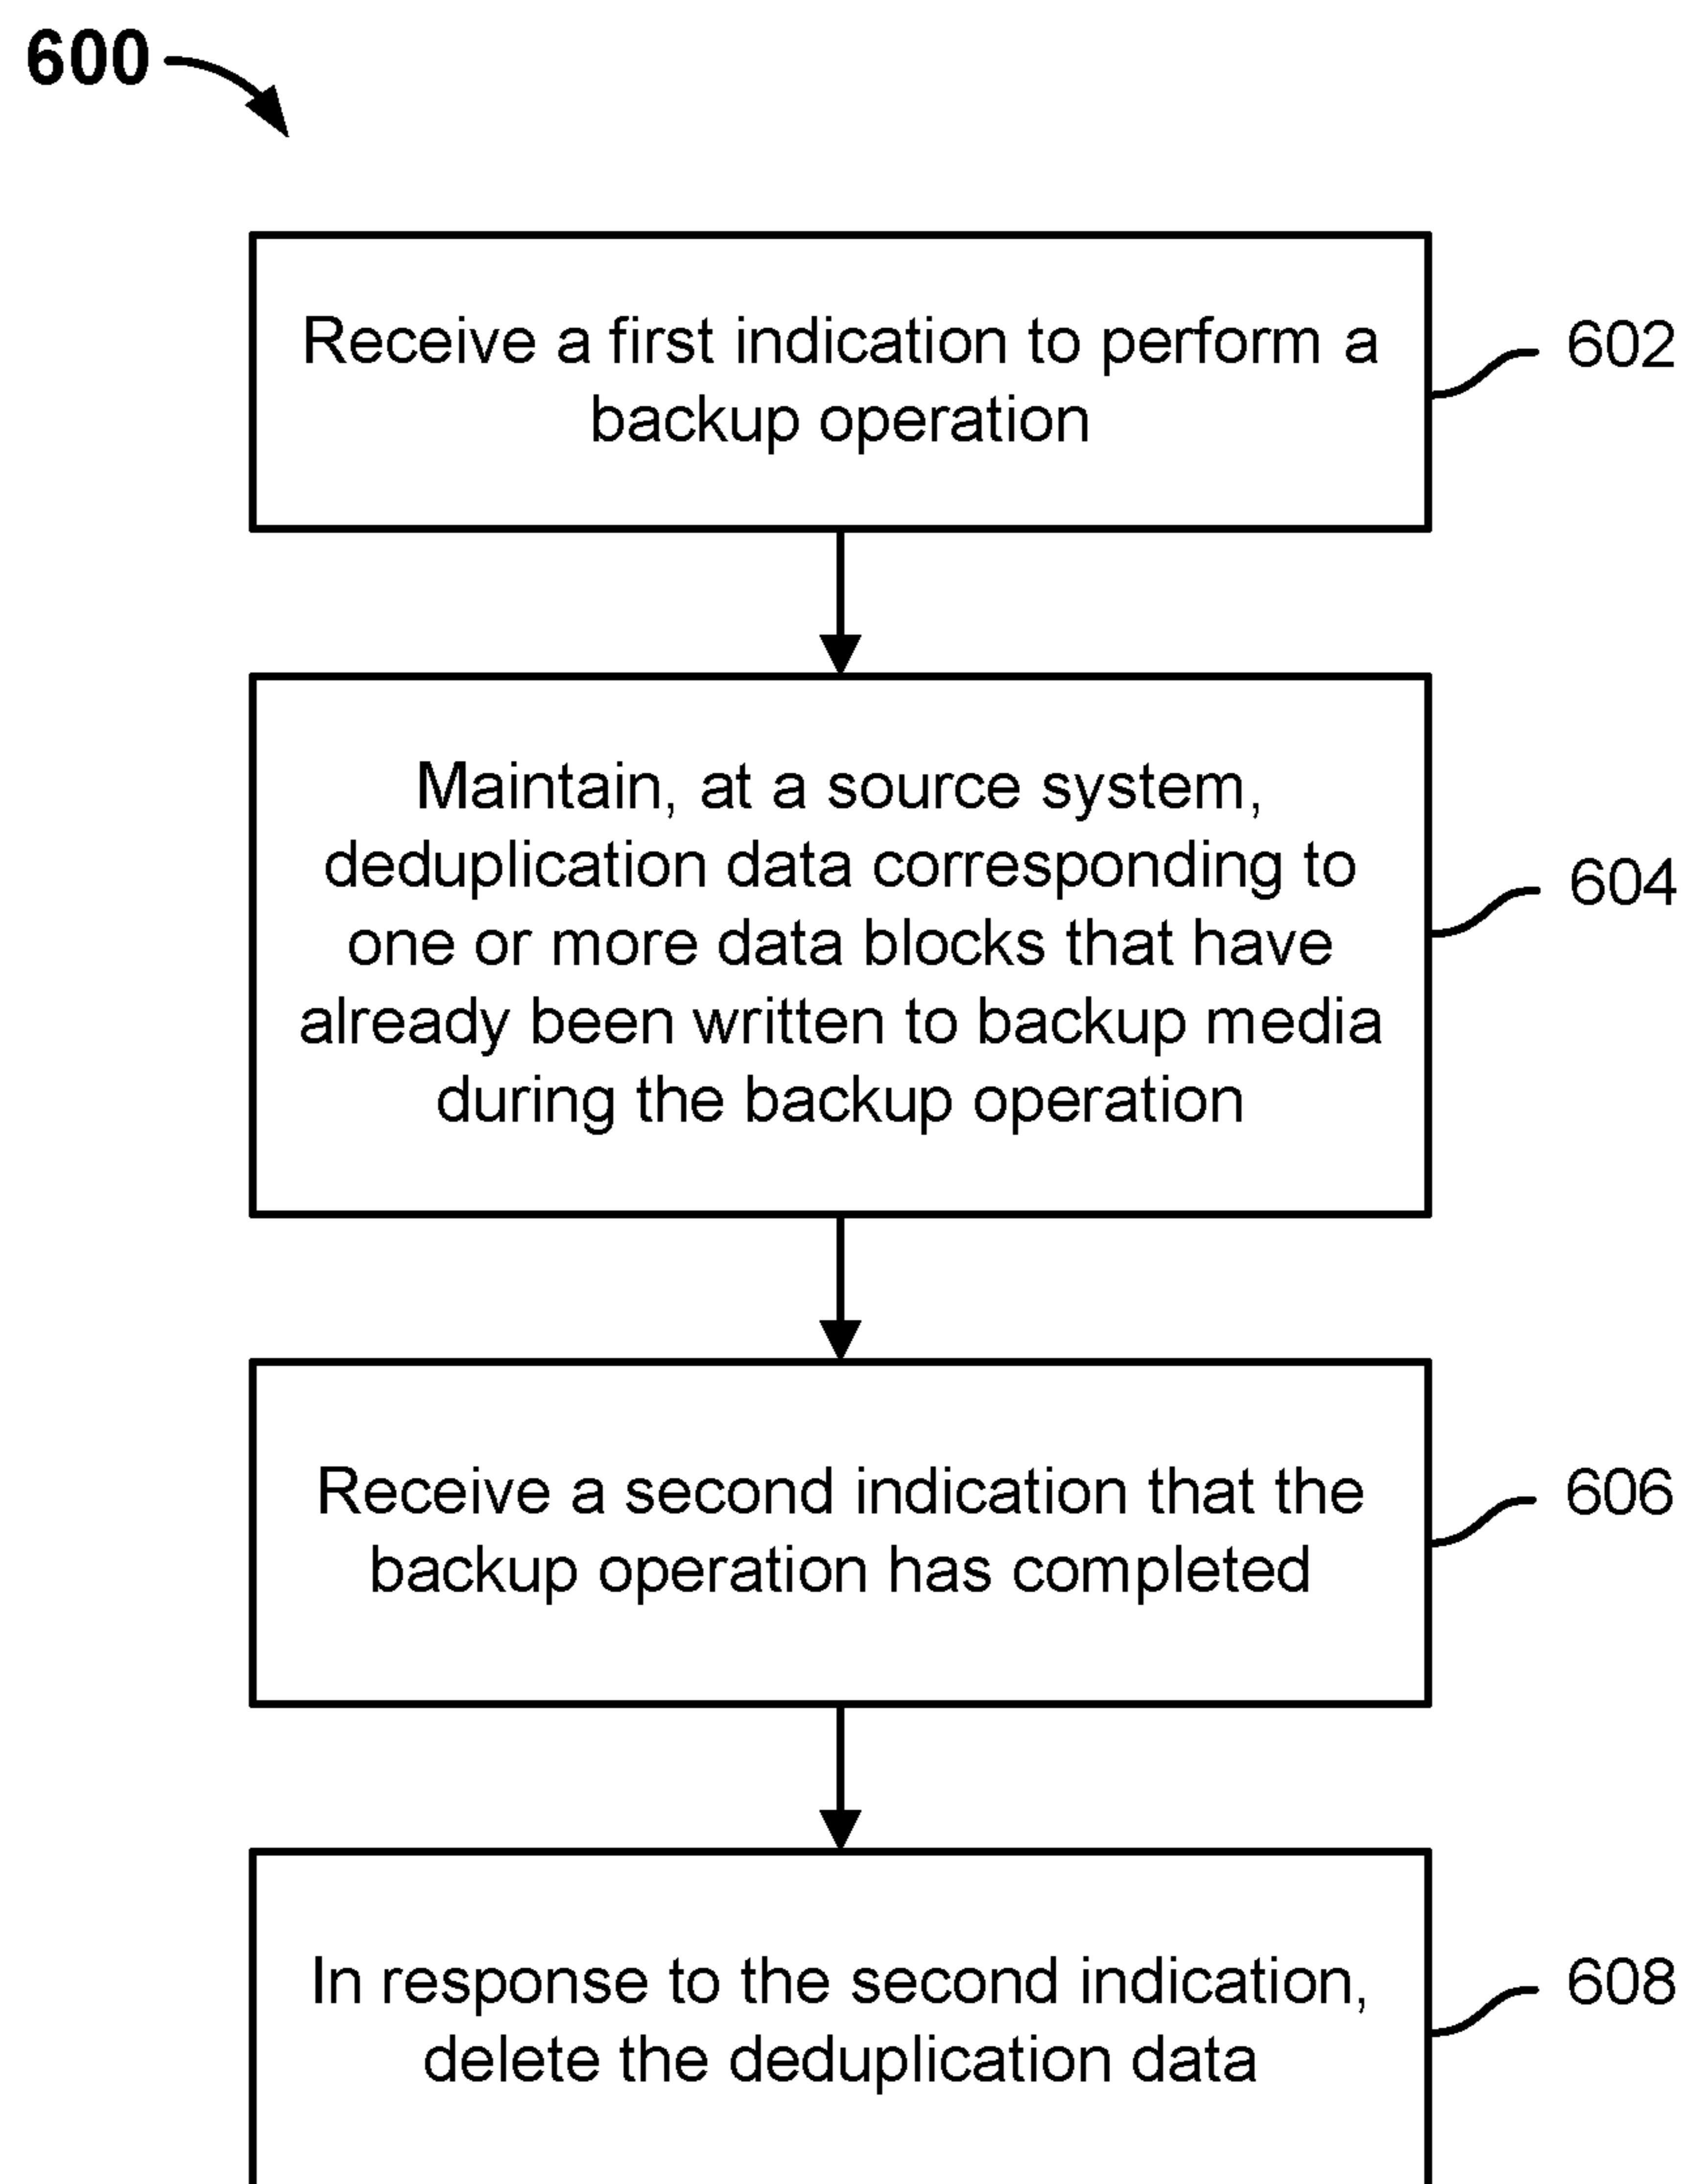 600
Receive a first indication to perform a
backup operation
602
Maintain, at a source system,
deduplication data corresponding to
one or more data blocks that have
already been written to backup media
during the backup operation
604
Receive a second indication that the
backup operation has completed
606
In response to the second indication,
delete the deduplication data
608